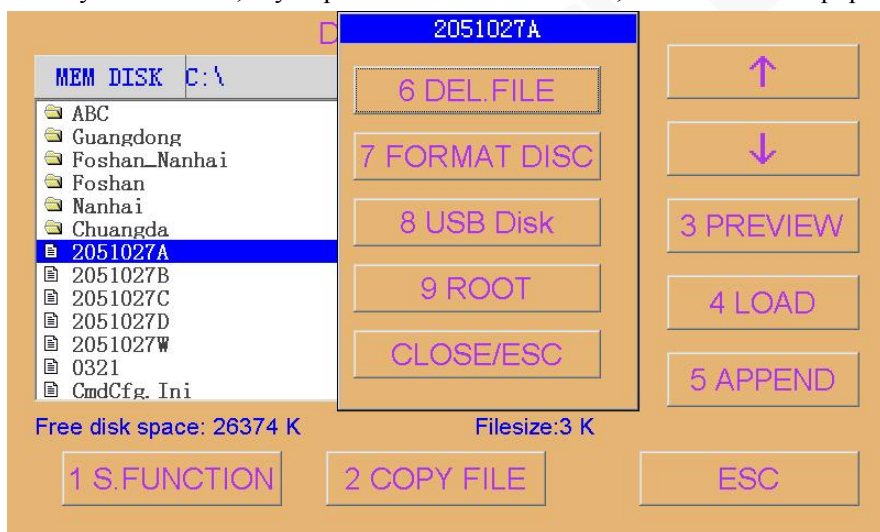 D
2051027A
MEM DISK C:\
ABC
Guangdong
Foshan_Nanhai
Foshan
Nanhai
Chuangda
2051027A
2051027B
2051027C
2051027D
2051027W
0321
CmdCfg.Ini
6 DEL.FILE
7 FORMAT DISC
8 USB Disk
9 ROOT
CLOSE/ESC
↑
↓
3 PREVIEW
4 LOAD
5 APPEND
Free disk space: 26374 K Filesize:3 K
1 S.FUNCTION 2 COPY FILE ESC